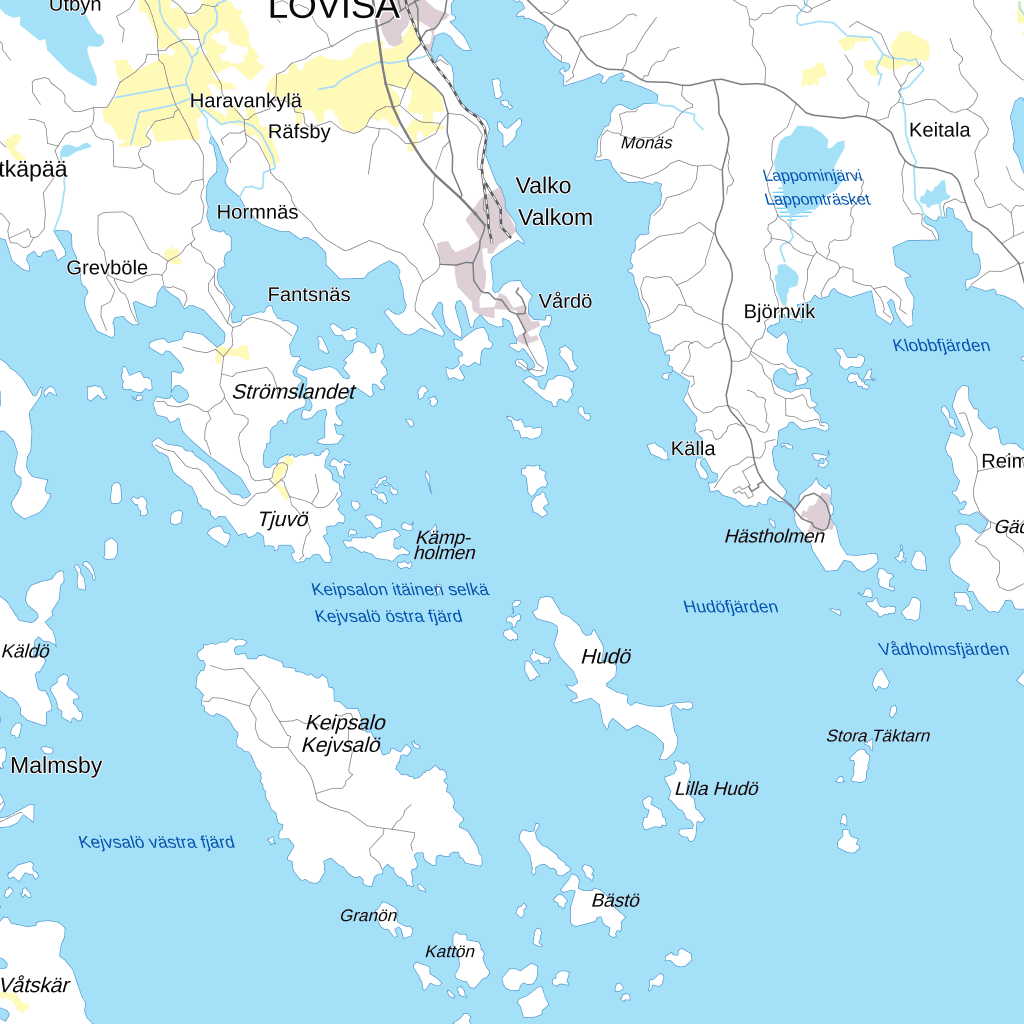 Utbyn
LOVISA
Haravankylä
Räfsby
Monäs
Keitala
tkäpää
Lappominjärvi
Lappomträsket
Valko
Valkom
Hormnäs
Grevböle
Fantsnäs
Vårdö
Björnvik
Klobbfjärden
Strömslandet
Källa
Reim
Tjuvö
Gäd
Hästholmen
Kämp-
holmen
Keipsalon itäinen selkä
Kejvsalö östra fjärd
Hudöfjärden
Käldö
Hudö
Vådholmsfjärden
Keipsalo
Kejvsalö
Stora Täktarn
Malmsby
Lilla Hudö
Kejvsalö västra fjärd
Bästö
Granön
Kattön
Våtskär